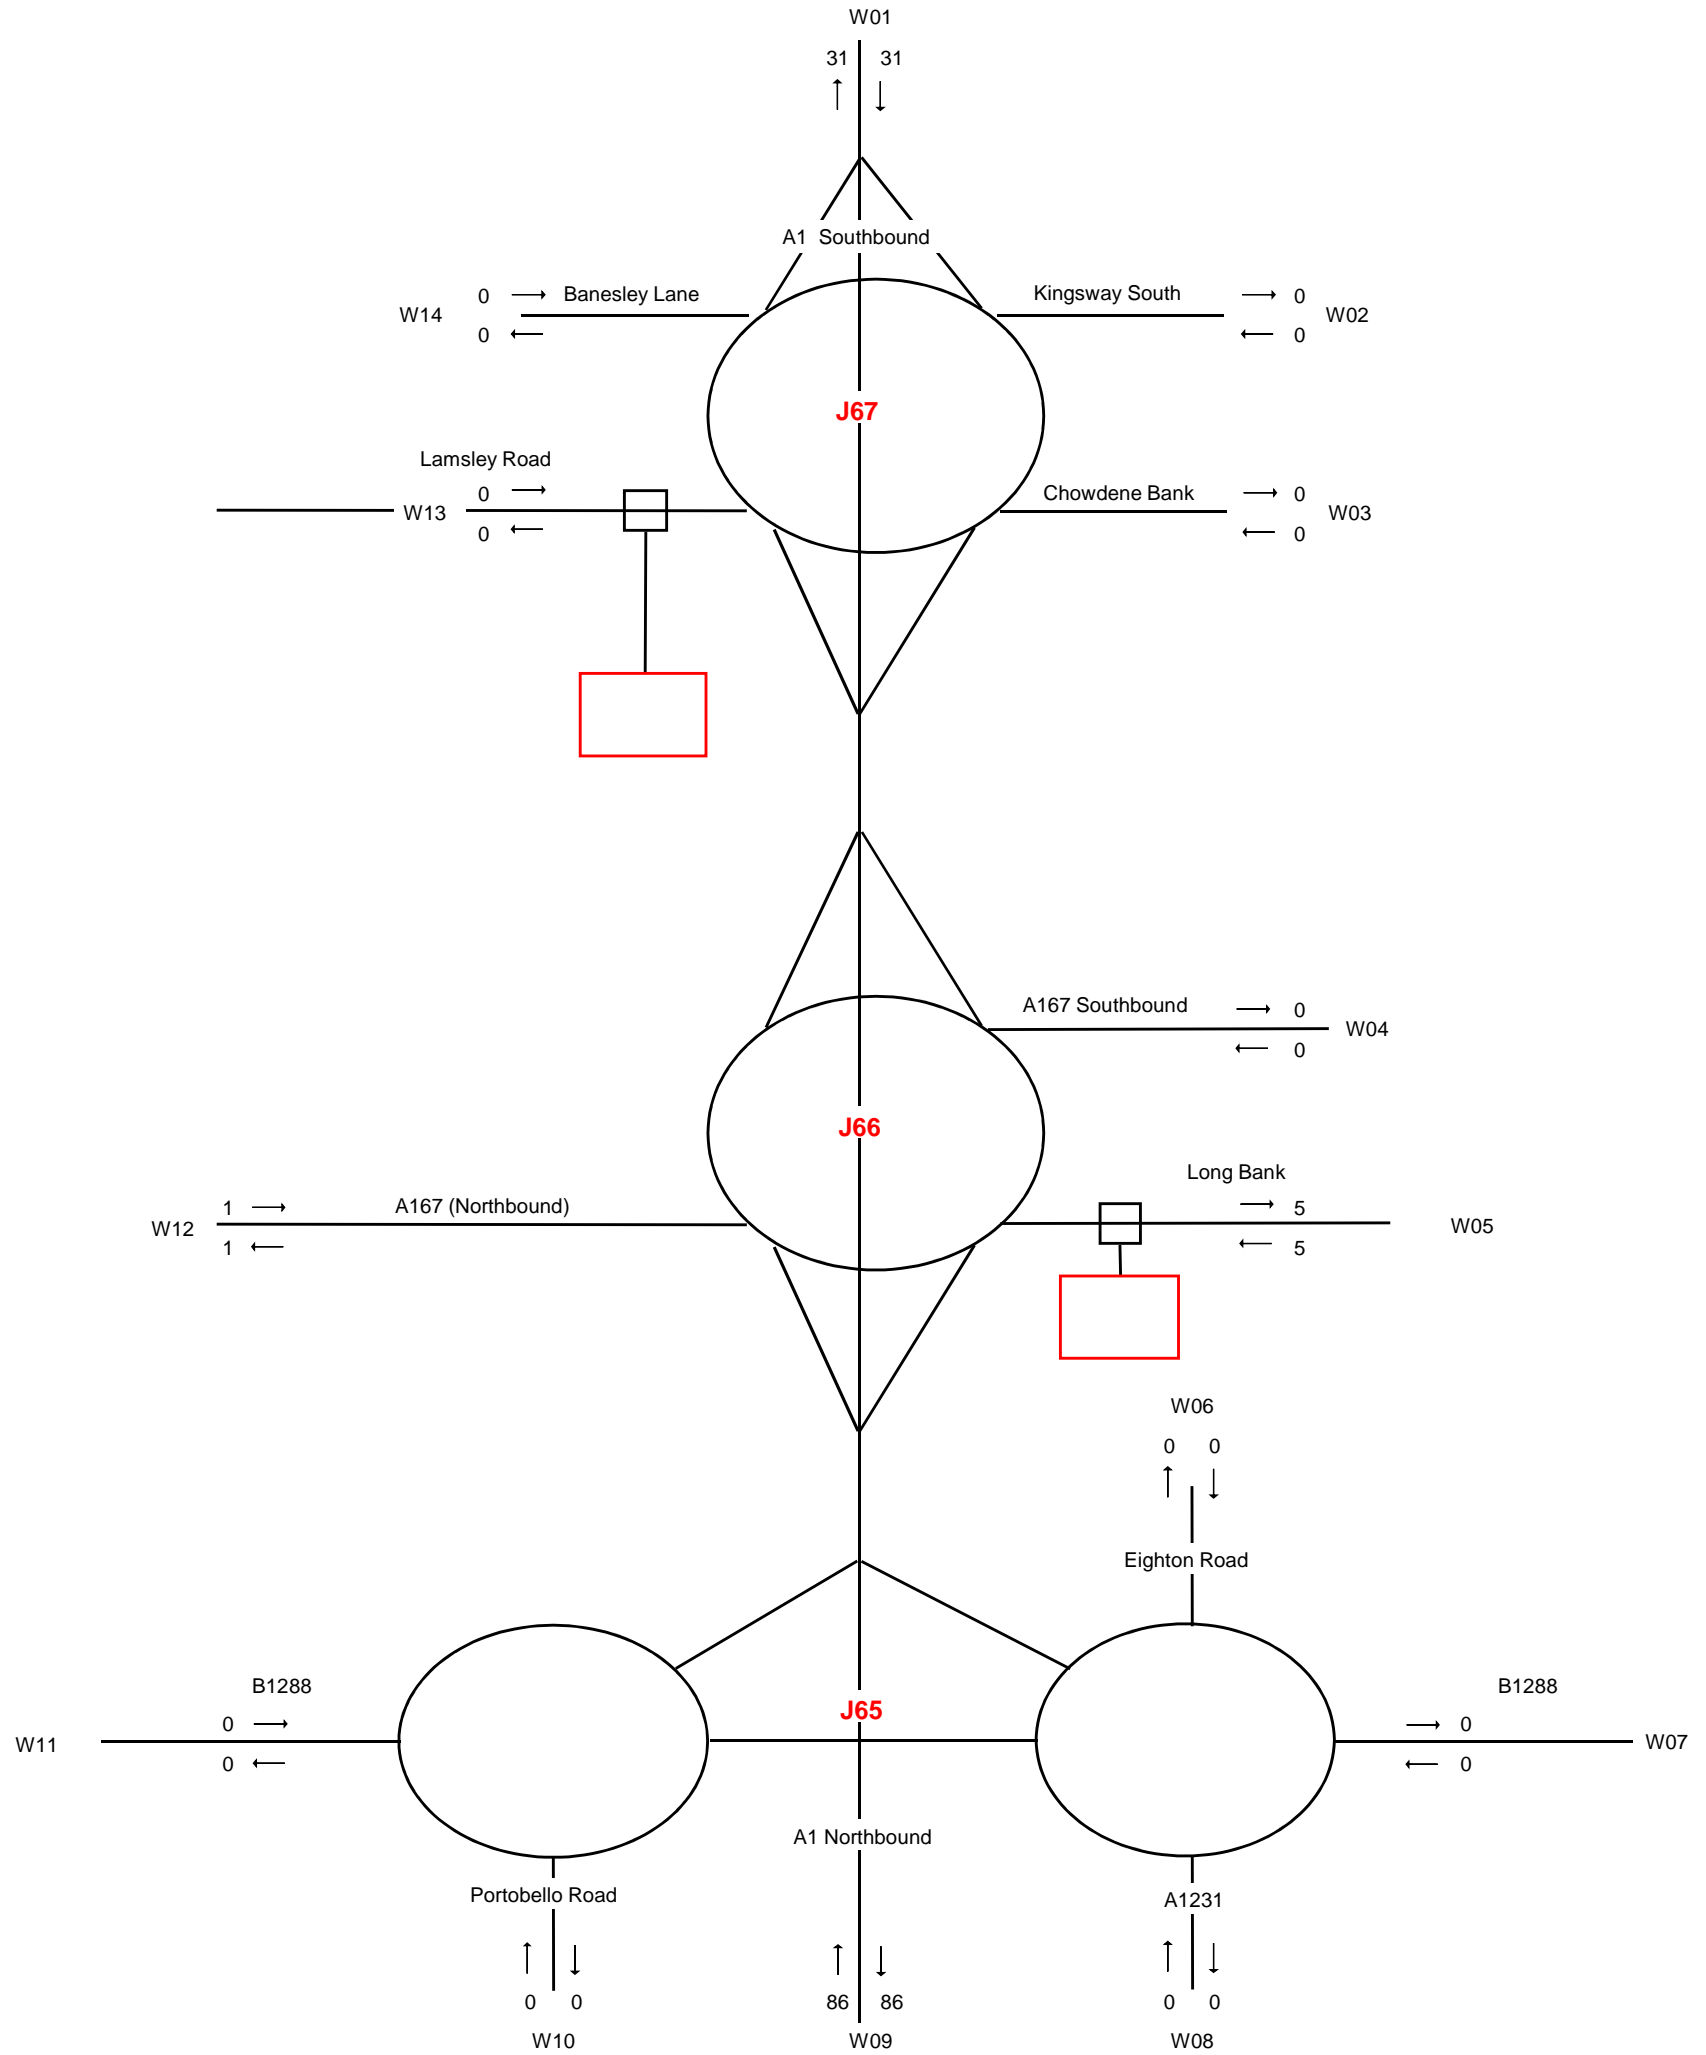 W01
31 31
A1 Southbound
0 Banesley Lane
W14
0
Kingsway South 0
W02
0
J67
Lamsley Road
0
W13
0
Chowdene Bank 0
W03
0
A167 Southbound 0
W04
0
J66
Long Bank
1 A167 (Northbound)
W12
1
5
W05
5
W06
0 0
Eighton Road
B1288
0
W11
0
J65
B1288
0
W07
0
A1 Northbound
Portobello Road
A1231
0 0
86 86
0 0
W10
W09
W08